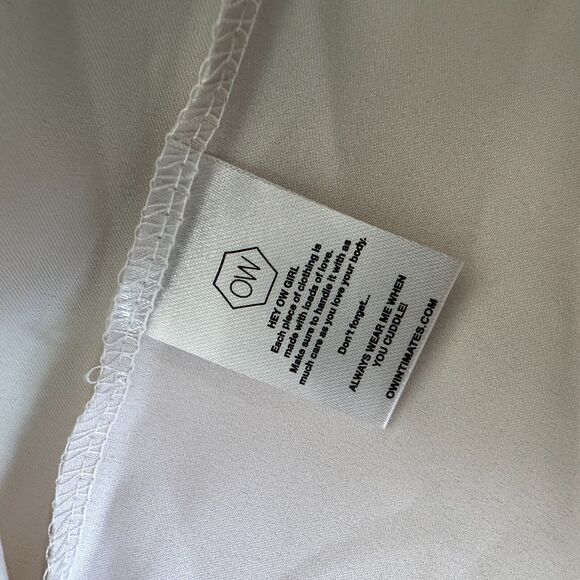 OW
HEY OW GIRL
Each piece of clothing is
made with loads of love.
Make sure to handle it with as
much care as you love your body.
Don't forget...
ALWAYS WEAR ME WHEN
YOU CUDDLE!
OWINTIMATES.COM